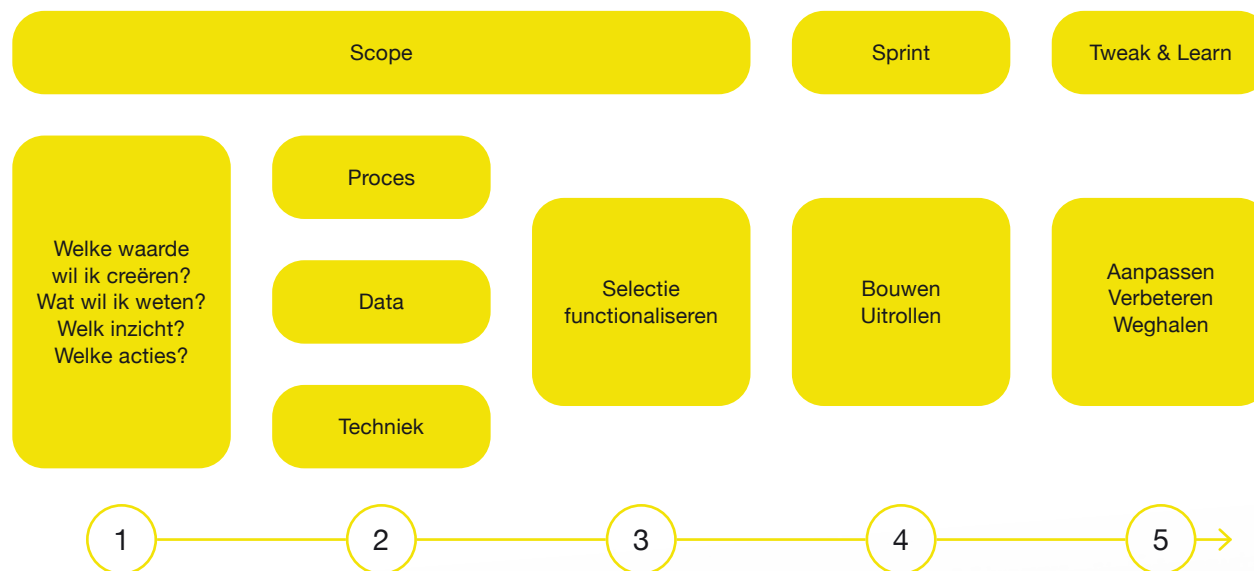 Scope
Sprint
Tweak & Learn
Welke waarde
wil ik creëren?
Wat wil ik weten?
Welk inzicht?
Welke acties?
Proces
Data
Techniek
Selectie
functionaliseren
Bouwen
Uitrollen
Aanpassen
Verbeteren
Weghalen
1
2
3
4
5